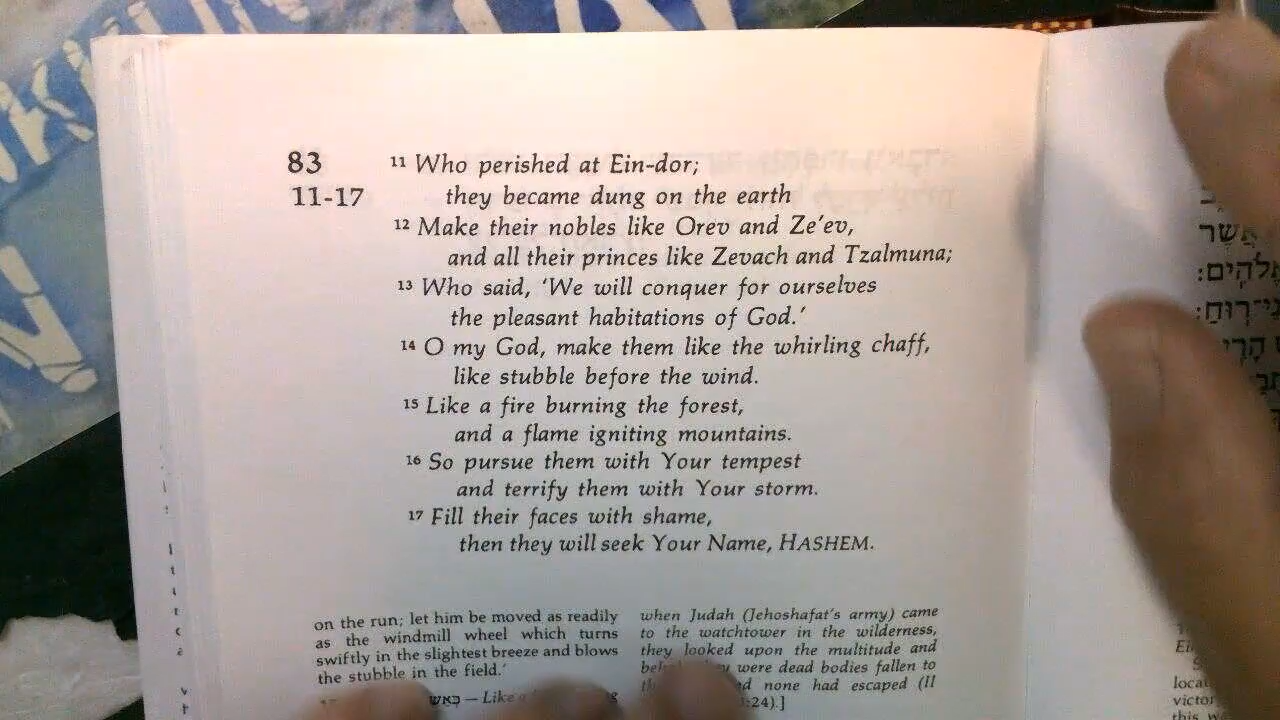 83
11-17
11 Who perished at Ein-dor;
they became dung on the earth
12 Make their nobles like Orev and Ze'ev,
and all their princes like Zevach and Tzalmuna;
13 Who said, 'We will conquer for ourselves
the pleasant habitations of God.'
14 O my God, make them like the whirling chaff,
like stubble before the wind.
15 Like a fire burning the forest,
and a flame igniting mountains.
16 So pursue them with Your tempest
and terrify them with Your storm.
17 Fill their faces with shame,
then they will seek Your Name, HASHEM.
on the run; let him be moved as readily
as the windmill wheel which turns
swiftly in the slightest breeze and blows
the stubble in the field.'
— Like a
when Judah (Jehoshafat's army) came
to the watchtower in the wilderness,
they looked upon the multitude and
were dead bodies fallen to
none had escaped (II
:24).]
אֲשֶׁר